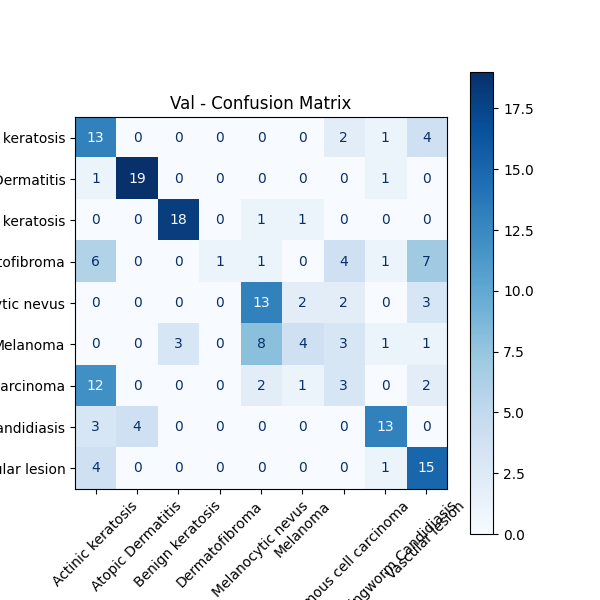 Val - Confusion Matrix
keratosis 13 0 0 0 0 0 2 1 4
Dermatitis 1 19 0 0 0 0 0 1 0
keratosis 0 0 18 0 1 1 0 0 0
tofibroma 6 0 0 1 1 0 4 1 7
tic nevus 0 0 0 0 13 2 2 0 3
Melanoma 0 0 3 0 8 4 3 1 1
arcinoma 12 0 0 0 2 1 3 0 2
andidiasis 3 4 0 0 0 0 0 13 0
lar lesion 4 0 0 0 0 0 0 1 15
Actinic keratosis
Atopic Dermatitis
Benign keratosis
Dermatofibroma
Melanocytic nevus
Melanoma
mous cell carcinoma
ingworm Candidiasis
Vascular lesion
17.5
15.0
12.5
10.0
7.5
5.0
2.5
0.0